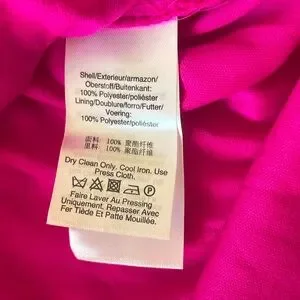 Shell/Exterieur/armazon/
Oberstoff/Buitenkant:
100% Polyester/poliéster
Lining/Doublure/forro/Futter/
Voering:
100% Polyester/poliéster
面料: 100% 聚酯纤维
里料: 100% 聚酯纤维
Dry Clean Only. Cool Iron. Use
Press Cloth.
Faire Laver Au Pressing
Uniquement. Repasser Avec
Fer Tiède Et Patte Mouillée.